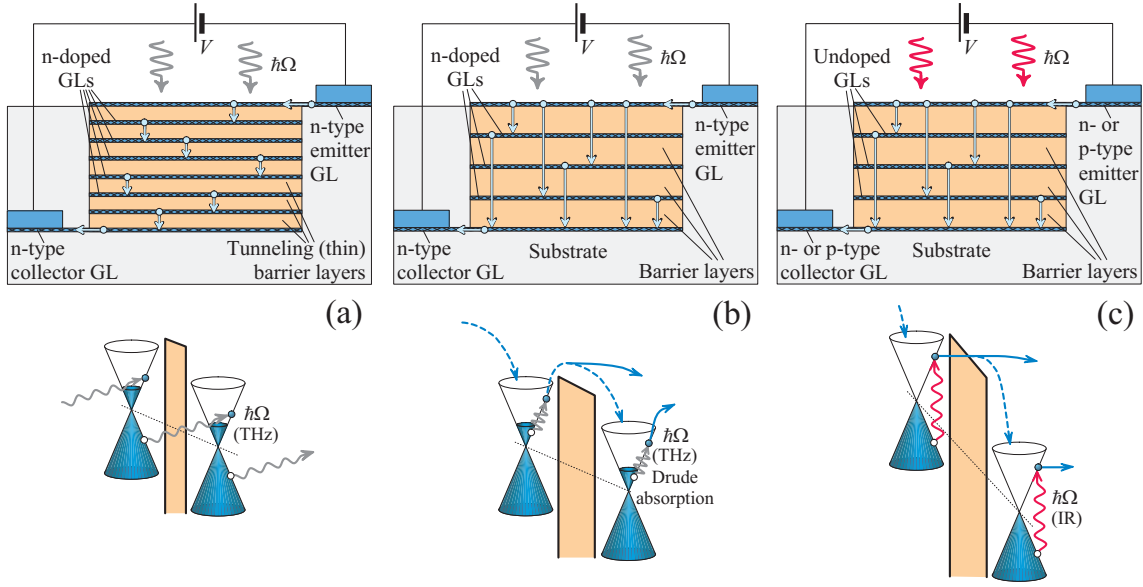 V
ħΩ
n-doped
GLs
n-type
emitter
GL
n-type
collector GL
Tunneling (thin)
barrier layers
(a)
ħΩ
(THz)
V
ħΩ
n-doped
GLs
n-type
emitter
GL
n-type
collector GL
Substrate
Barrier layers
(b)
ħΩ
(THz)
Drude
absorption
V
ħΩ
Undoped
GLs
n- or
p-type
emitter
GL
n- or p-type
collector GL
Substrate
Barrier layers
(c)
ħΩ
(IR)